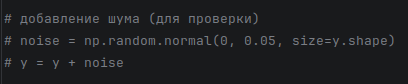 # добавление шума (для проверки)
# noise = np.random.normal(0, 0.05, size=y.shape)
# y = y + noise